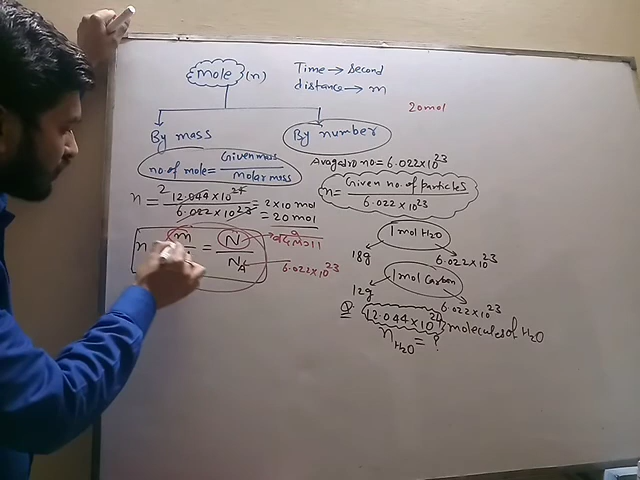 mole (n)
Time → Second
distance → m
20mol
By mass
By number
no.of mole = Given mass / Molar mass
Avogadro no = 6.022×10²³
n = Given no. of particles / 6.022×10²³
n = 12.044×10²⁴ / 6.022×10²³ = 2×10 mol
2
= 20 mol
n = m / = N / N_A
6.022×10²³
1 mol H₂O
18g
6.022×10²³
1 mol Carbon
12g
6.022×10²³
12.044×10²⁴ molecules of H₂O
n H₂O = ?